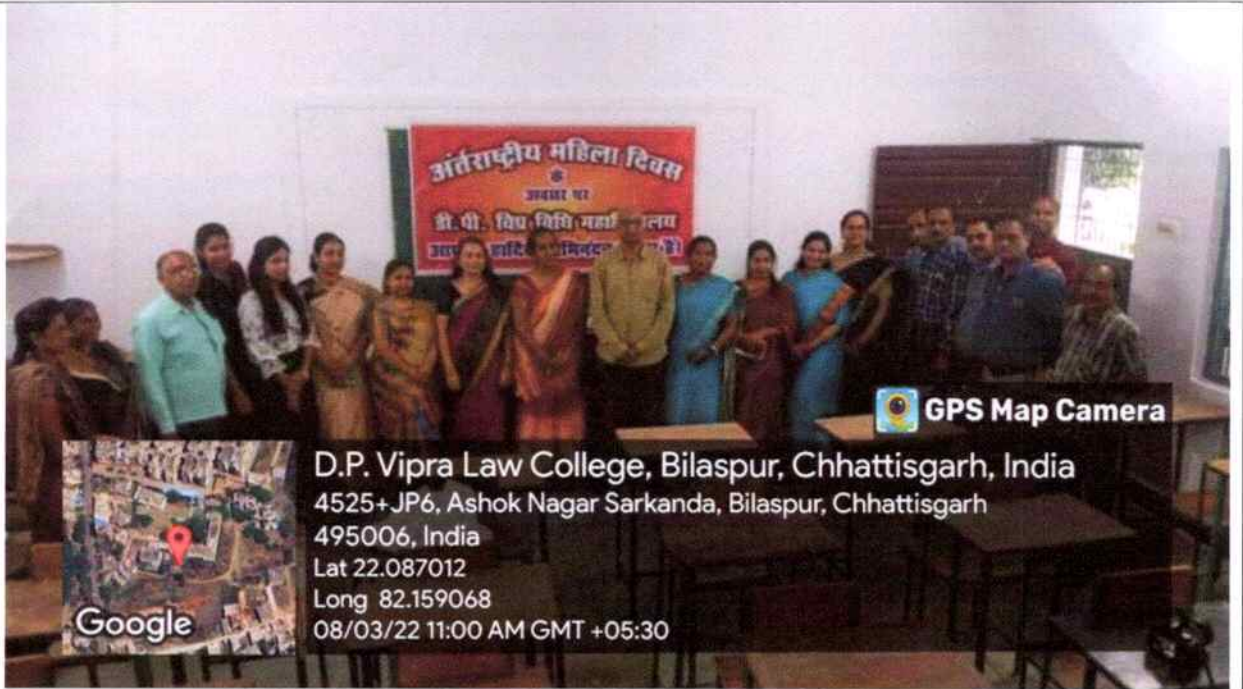 अंर्तराष्ट्रीय महिला दिवस
के
अवसर पर
डी.पी. विप्र विधि
है।
GPS Map Camera
D.P. Vipra Law College, Bilaspur, Chhattisgarh, India
4525+JP6, Ashok Nagar Sarkanda, Bilaspur, Chhattisgarh
495006, India
Lat 22.087012
Long 82.159068
08/03/22 11:00 AM GMT +05:30
Google